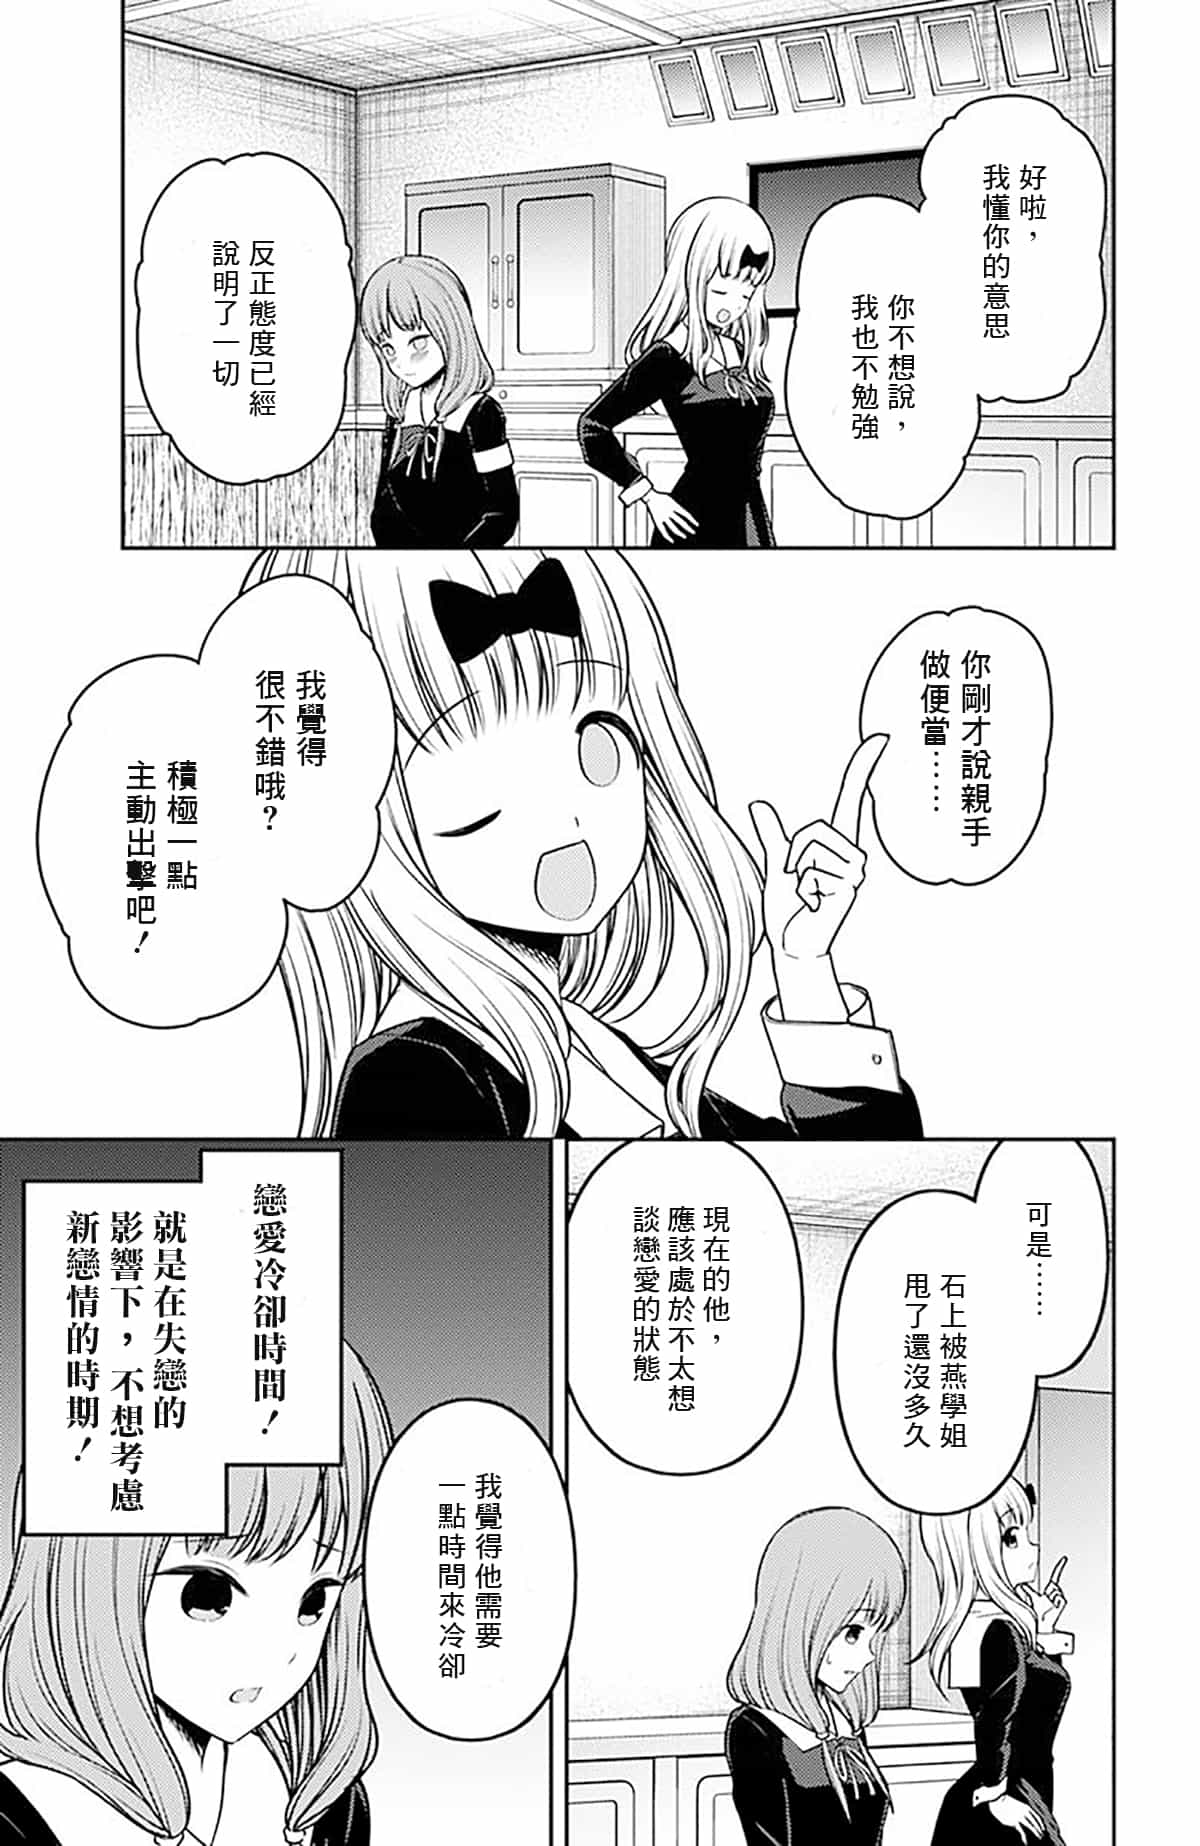 好啦，
我懂你的意思
你不想說，
我也不勉強
反正態度已經
說明了一切
你剛才說親手
做便當……
我覺得
很不錯哦?
積極一點
主動出擊吧!
可是……
石上被燕學姐
甩了還沒多久
現在的他，
應該處於不太想
談戀愛的狀態
我覺得他需要
一點時間來冷卻
戀愛冷卻時間!
就是在失戀的
影響下，不想考慮
新戀情的時期!